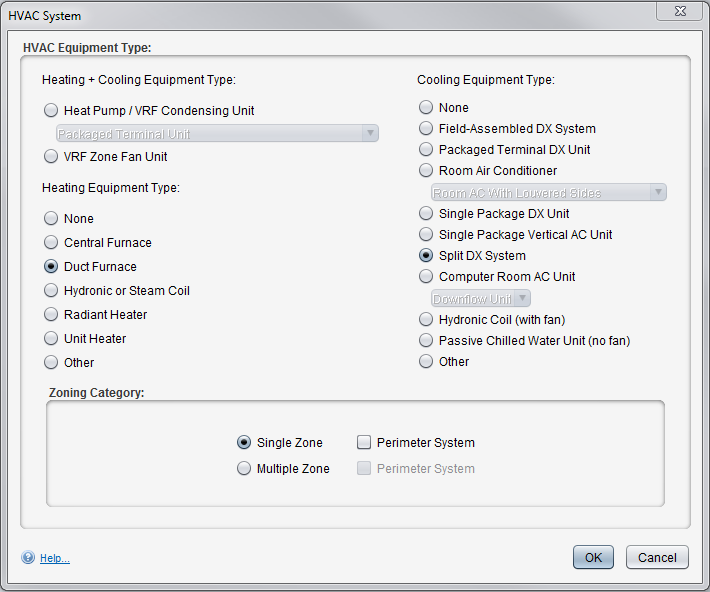 HVAC System
HVAC Equipment Type:
Heating + Cooling Equipment Type:
Heat Pump / VRF Condensing Unit
Packaged Terminal Unit
VRF Zone Fan Unit
Heating Equipment Type:
None
Central Furnace
Duct Furnace
Hydronic or Steam Coil
Radiant Heater
Unit Heater
Other
Cooling Equipment Type:
None
Field-Assembled DX System
Packaged Terminal DX Unit
Room Air Conditioner
Room AC With Louvered Sides
Single Package DX Unit
Single Package Vertical AC Unit
Split DX System
Computer Room AC Unit
Downflow Unit
Hydronic Coil (with fan)
Passive Chilled Water Unit (no fan)
Other
Zoning Category:
Single Zone
Perimeter System
Multiple Zone
Perimeter System
Help...
OK
Cancel